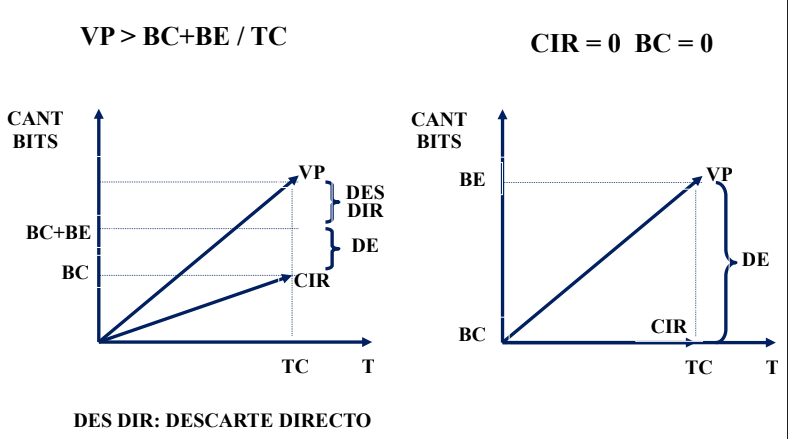 VP > BC+BE / TC
CANT
BITS
VP
DES
DIR
BC+BE
DE
BC
CIR
TC
T
DES DIR: DESCARTE DIRECTO
CIR = 0 BC = 0
CANT
BITS
BE
VP
DE
BC
CIR
TC
T